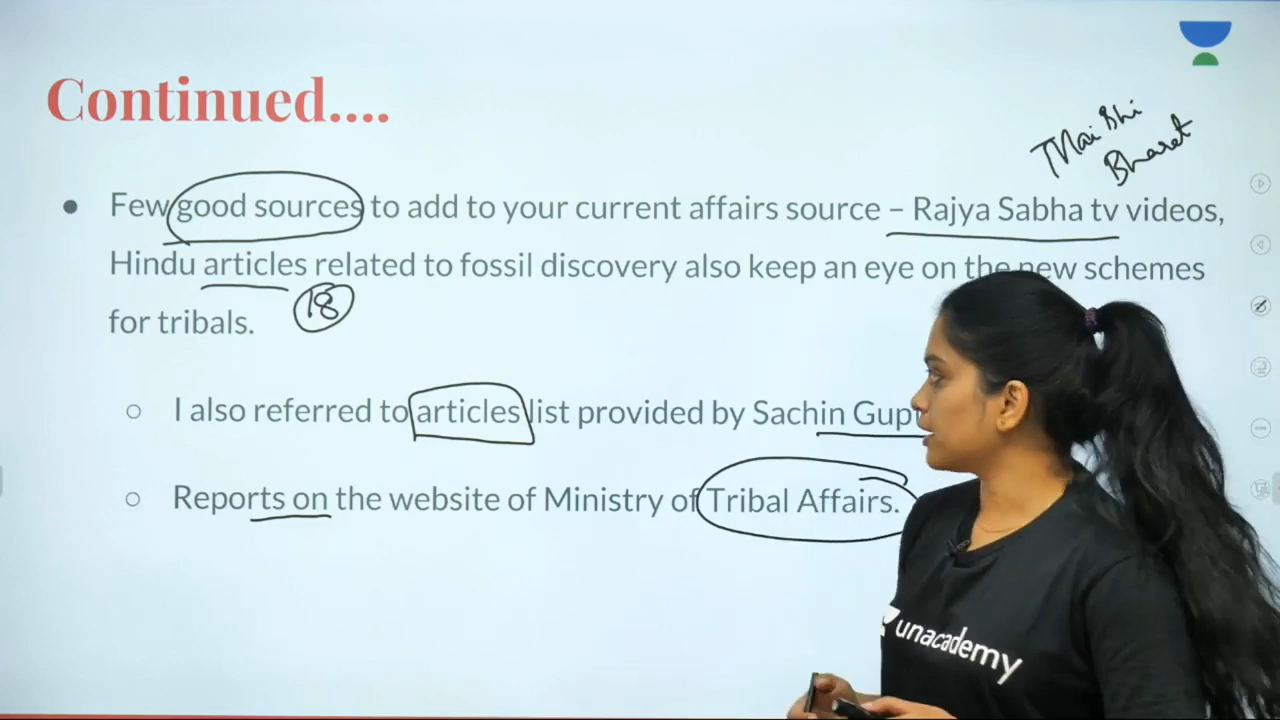 Continued....
Mai Bhi
Bharat
Few good sources to add to your current affairs source – Rajya Sabha tv videos,
Hindu articles related to fossil discovery also keep an eye on the new schemes
for tribals.
18
I also referred to articles list provided by Sachin Gup
Reports on the website of Ministry of Tribal Affairs.
unacademy